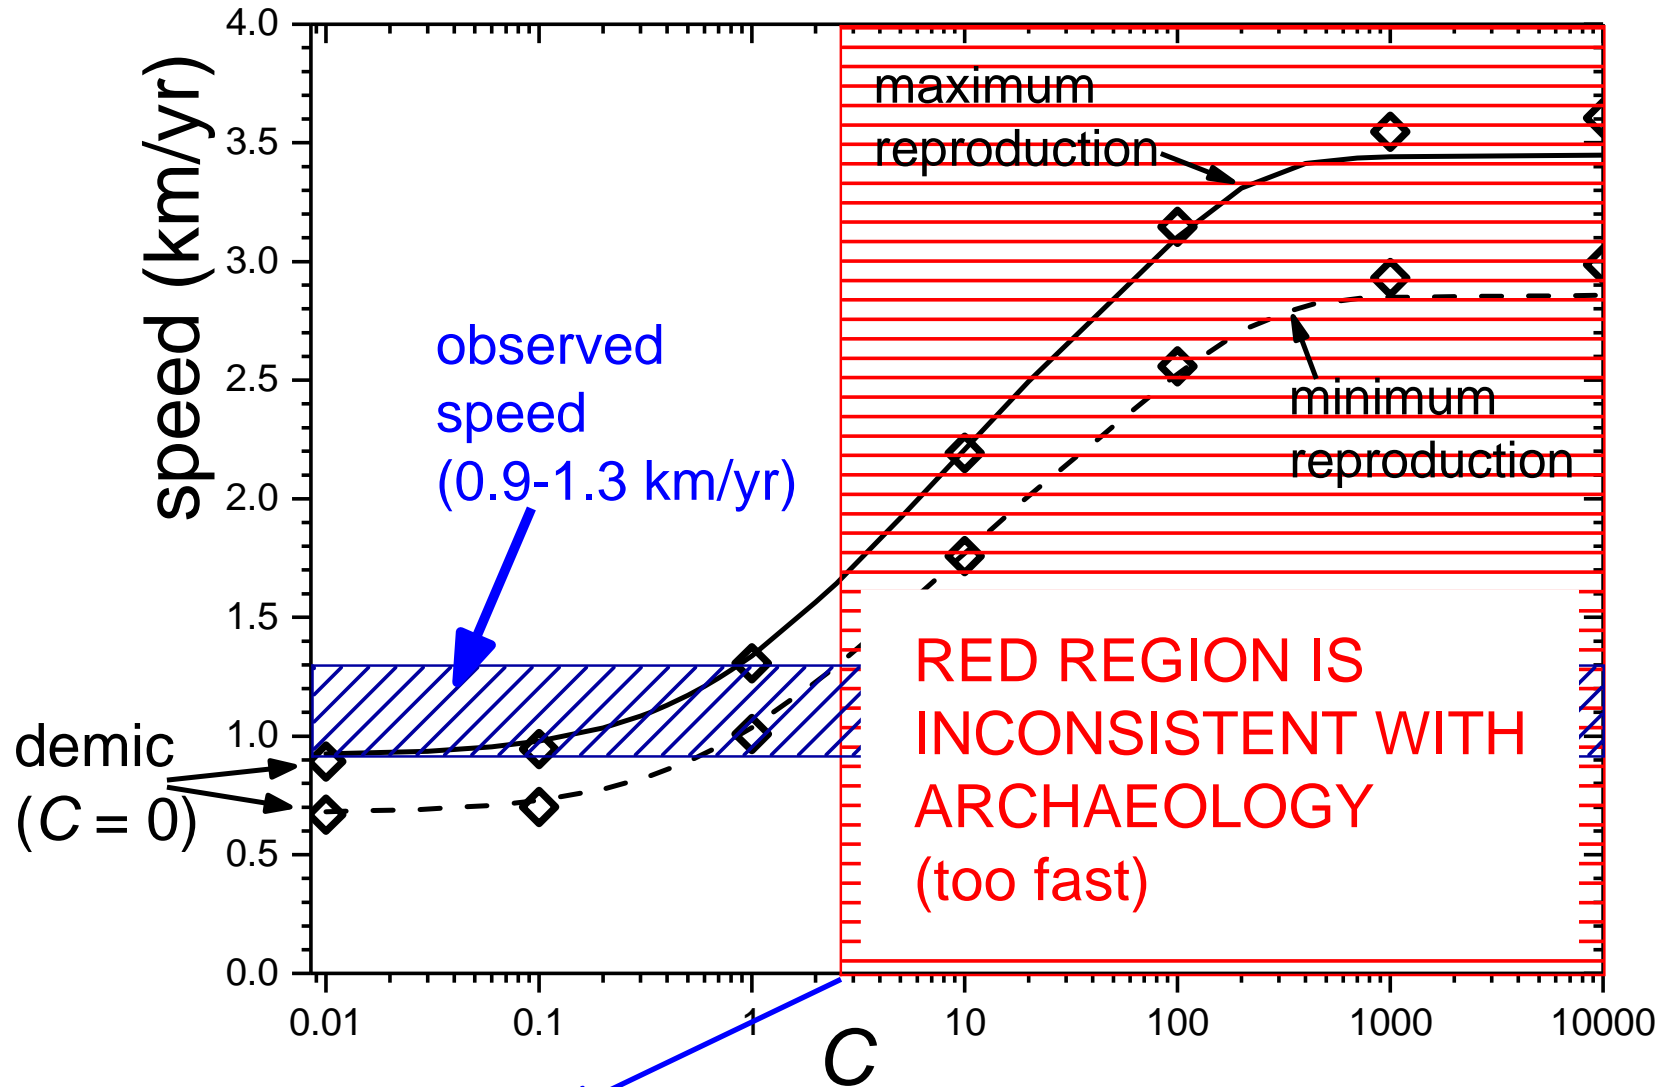 4.0
3.5
3.0
2.5
2.0
1.5
1.0
0.5
0.0
speed (km/yr)
maximum
reproduction
observed
speed
(0.9-1.3 km/yr)
minimum
reproduction
demic
(C = 0)
RED REGION IS
INCONSISTENT WITH
ARCHAEOLOGY
(too fast)
0.01 0.1 1 10 100 1000 10000
C